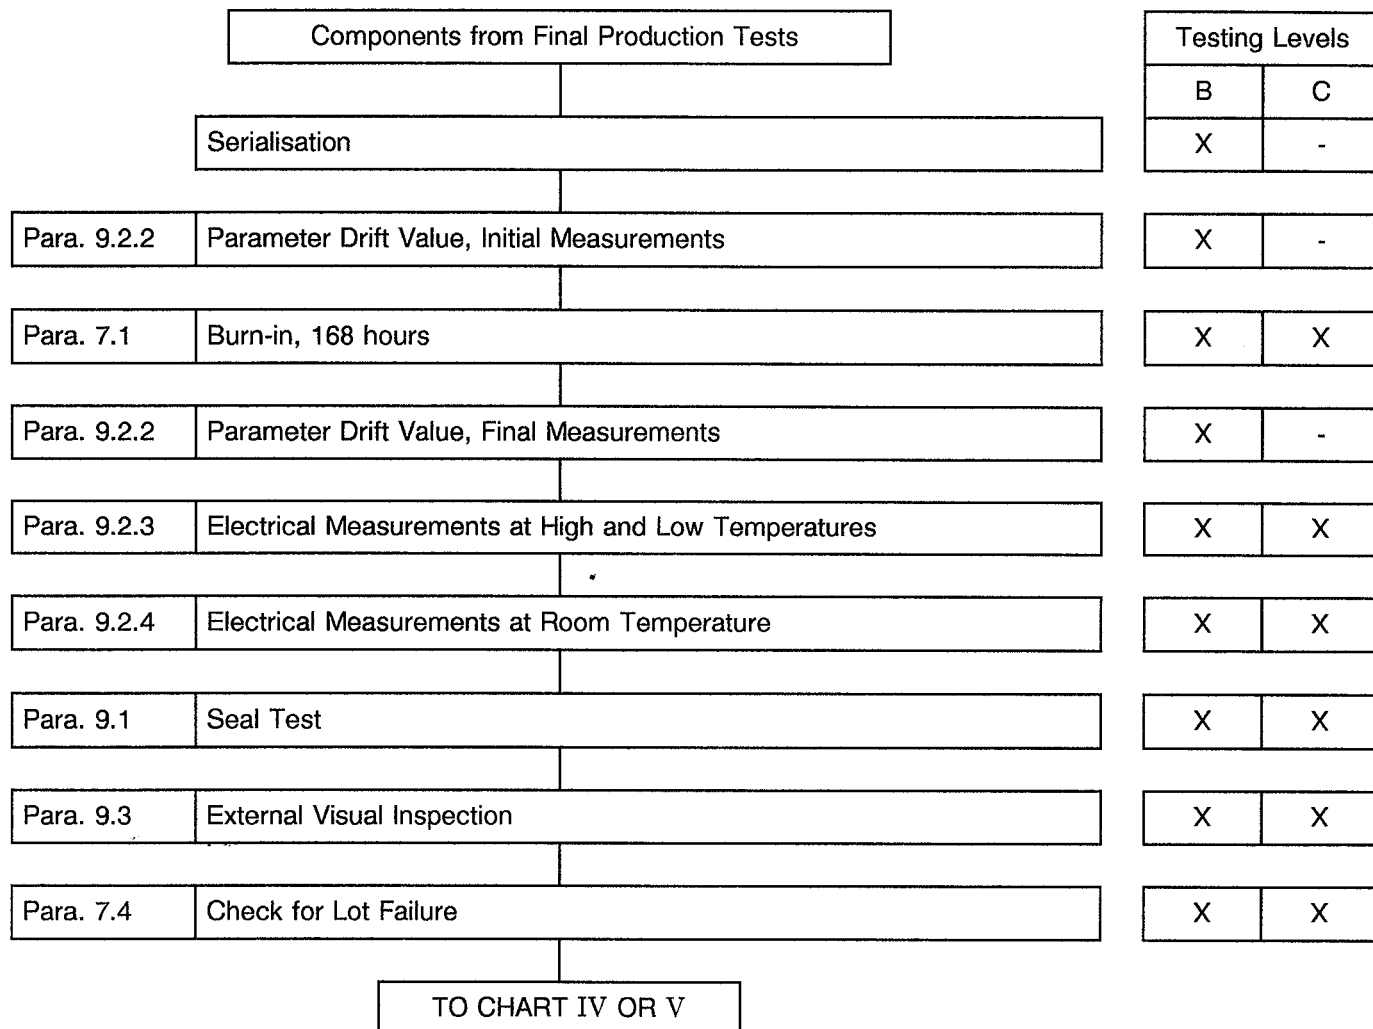 Components from Final Production Tests
Testing Levels
B C
Serialisation X -
Para. 9.2.2 Parameter Drift Value, Initial Measurements X -
Para. 7.1 Burn-in, 168 hours X X
Para. 9.2.2 Parameter Drift Value, Final Measurements X -
Para. 9.2.3 Electrical Measurements at High and Low Temperatures X X
Para. 9.2.4 Electrical Measurements at Room Temperature X X
Para. 9.1 Seal Test X X
Para. 9.3 External Visual Inspection X X
Para. 7.4 Check for Lot Failure X X
TO CHART IV OR V